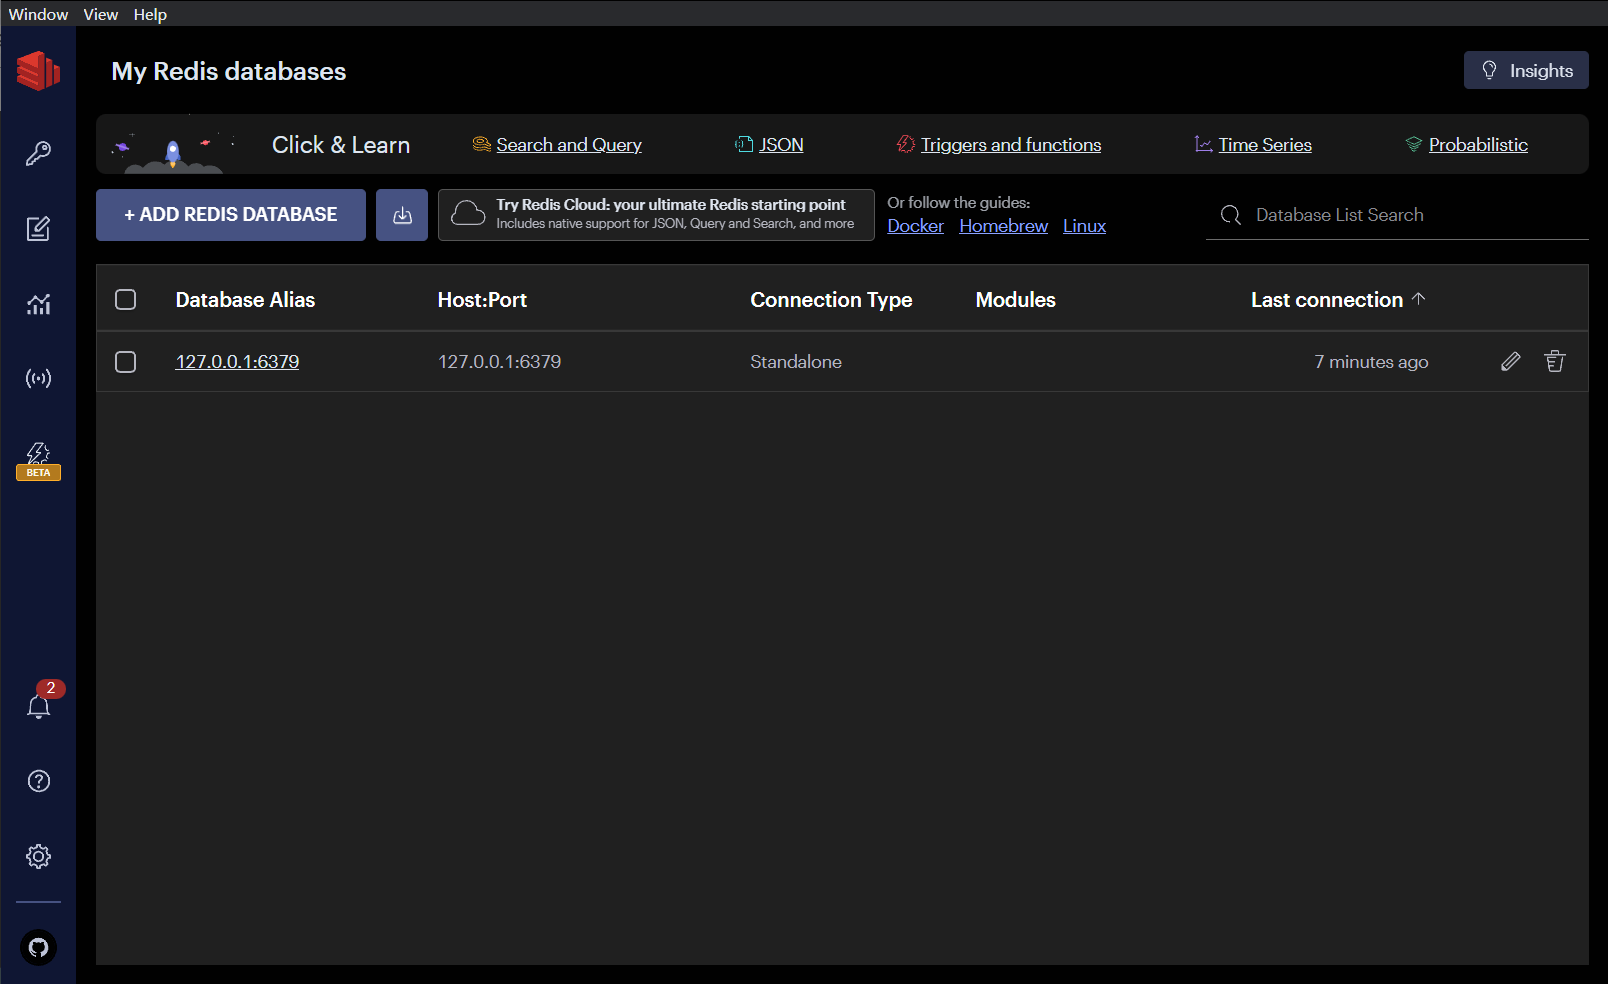 Window View Help
My Redis databases
Insights
Click & Learn
Search and Query
JSON
Triggers and functions
Time Series
Probabilistic
+ ADD REDIS DATABASE
Try Redis Cloud: your ultimate Redis starting point
Includes native support for JSON, Query and Search, and more
Or follow the guides:
Docker Homebrew Linux
Database List Search
Database Alias Host:Port Connection Type Modules Last connection
127.0.0.1:6379 127.0.0.1:6379 Standalone 7 minutes ago
BETA
2